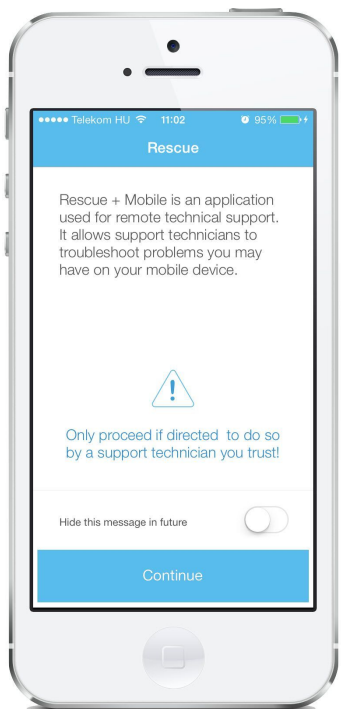 Telekom HU 11:02 95%
Rescue
Rescue + Mobile is an application
used for remote technical support.
It allows support technicians to
troubleshoot problems you may
have on your mobile device.
!
Only proceed if directed  to do so
by a support technician you trust!
Hide this message in future
Continue